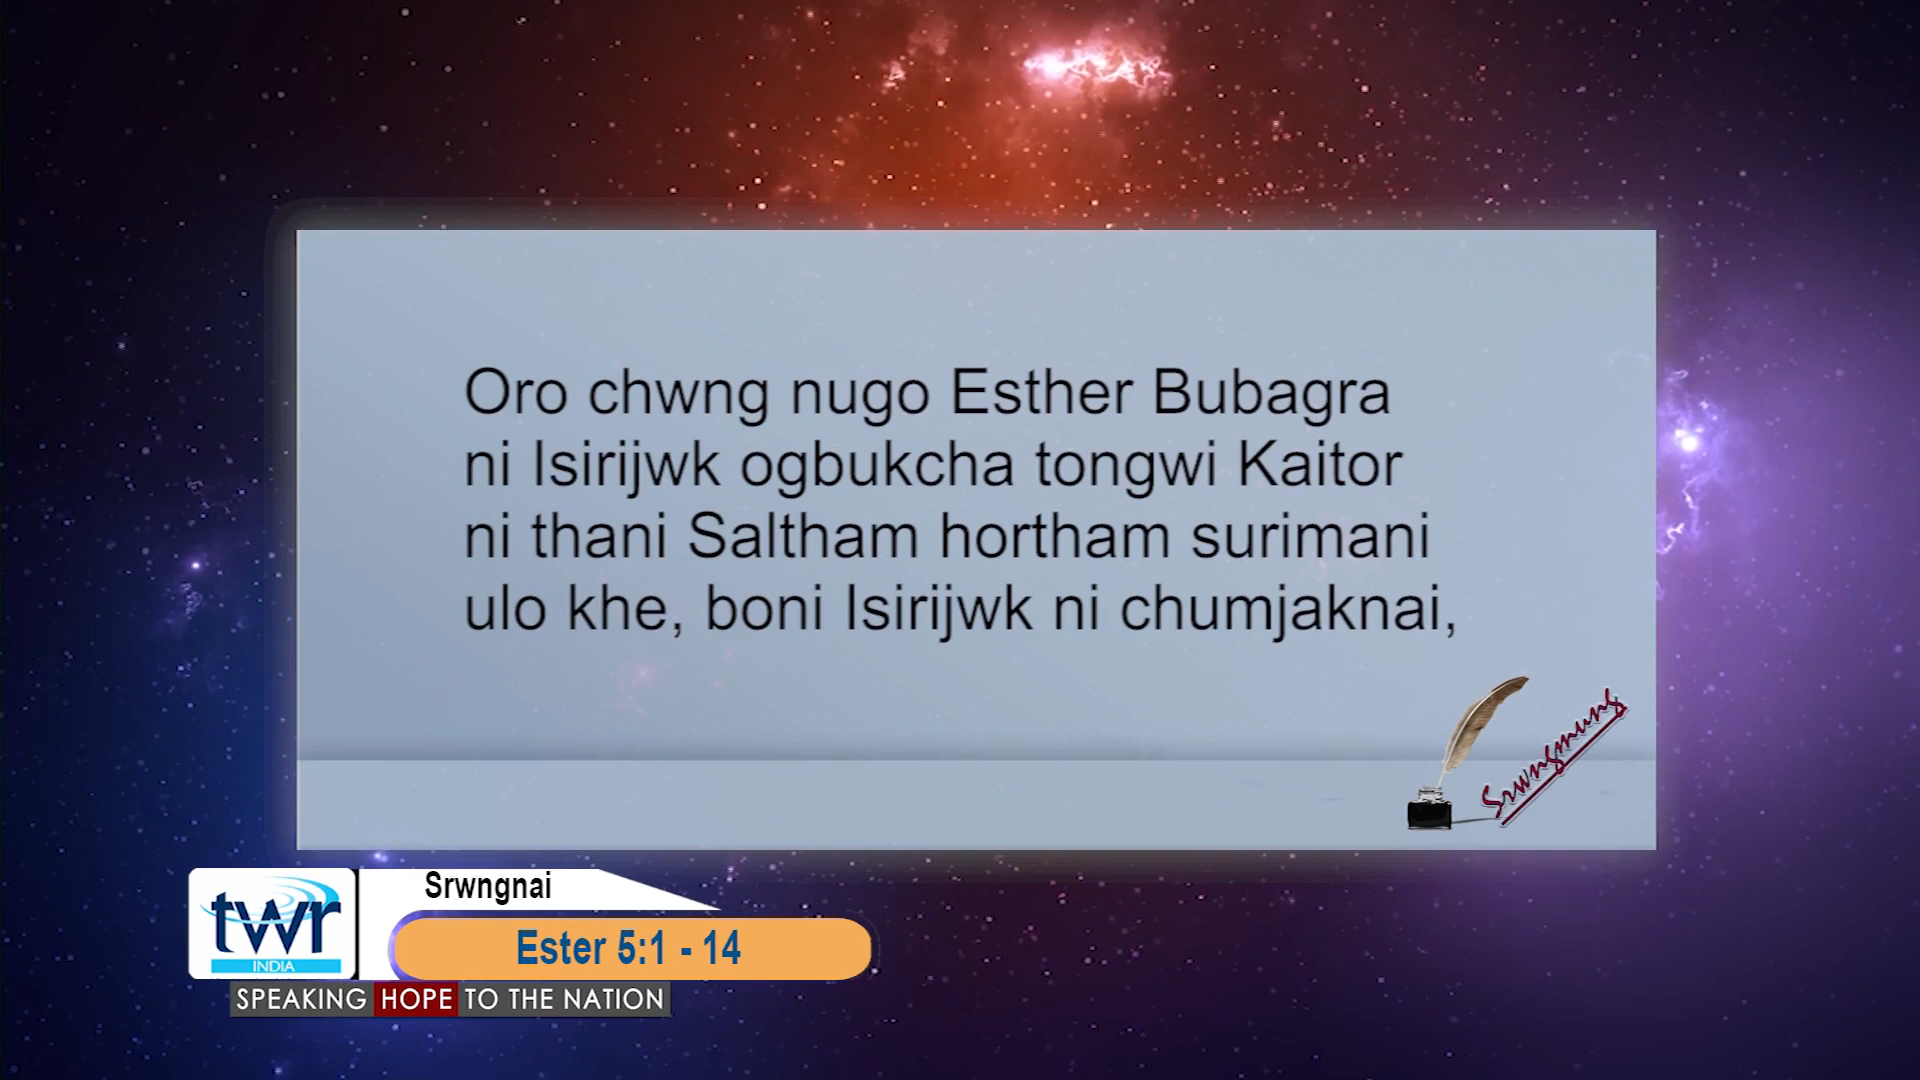 Oro chwng nugo Esther Bubagra
ni Isirijwk ogbukcha tongwi Kaitor
ni thani Saltham hortham surimani
ulo khe, boni Isirijwk ni chumjaknai,
Srwngmung
Srwngnai
twr
INDIA
Ester 5:1 - 14
SPEAKING HOPE TO THE NATION